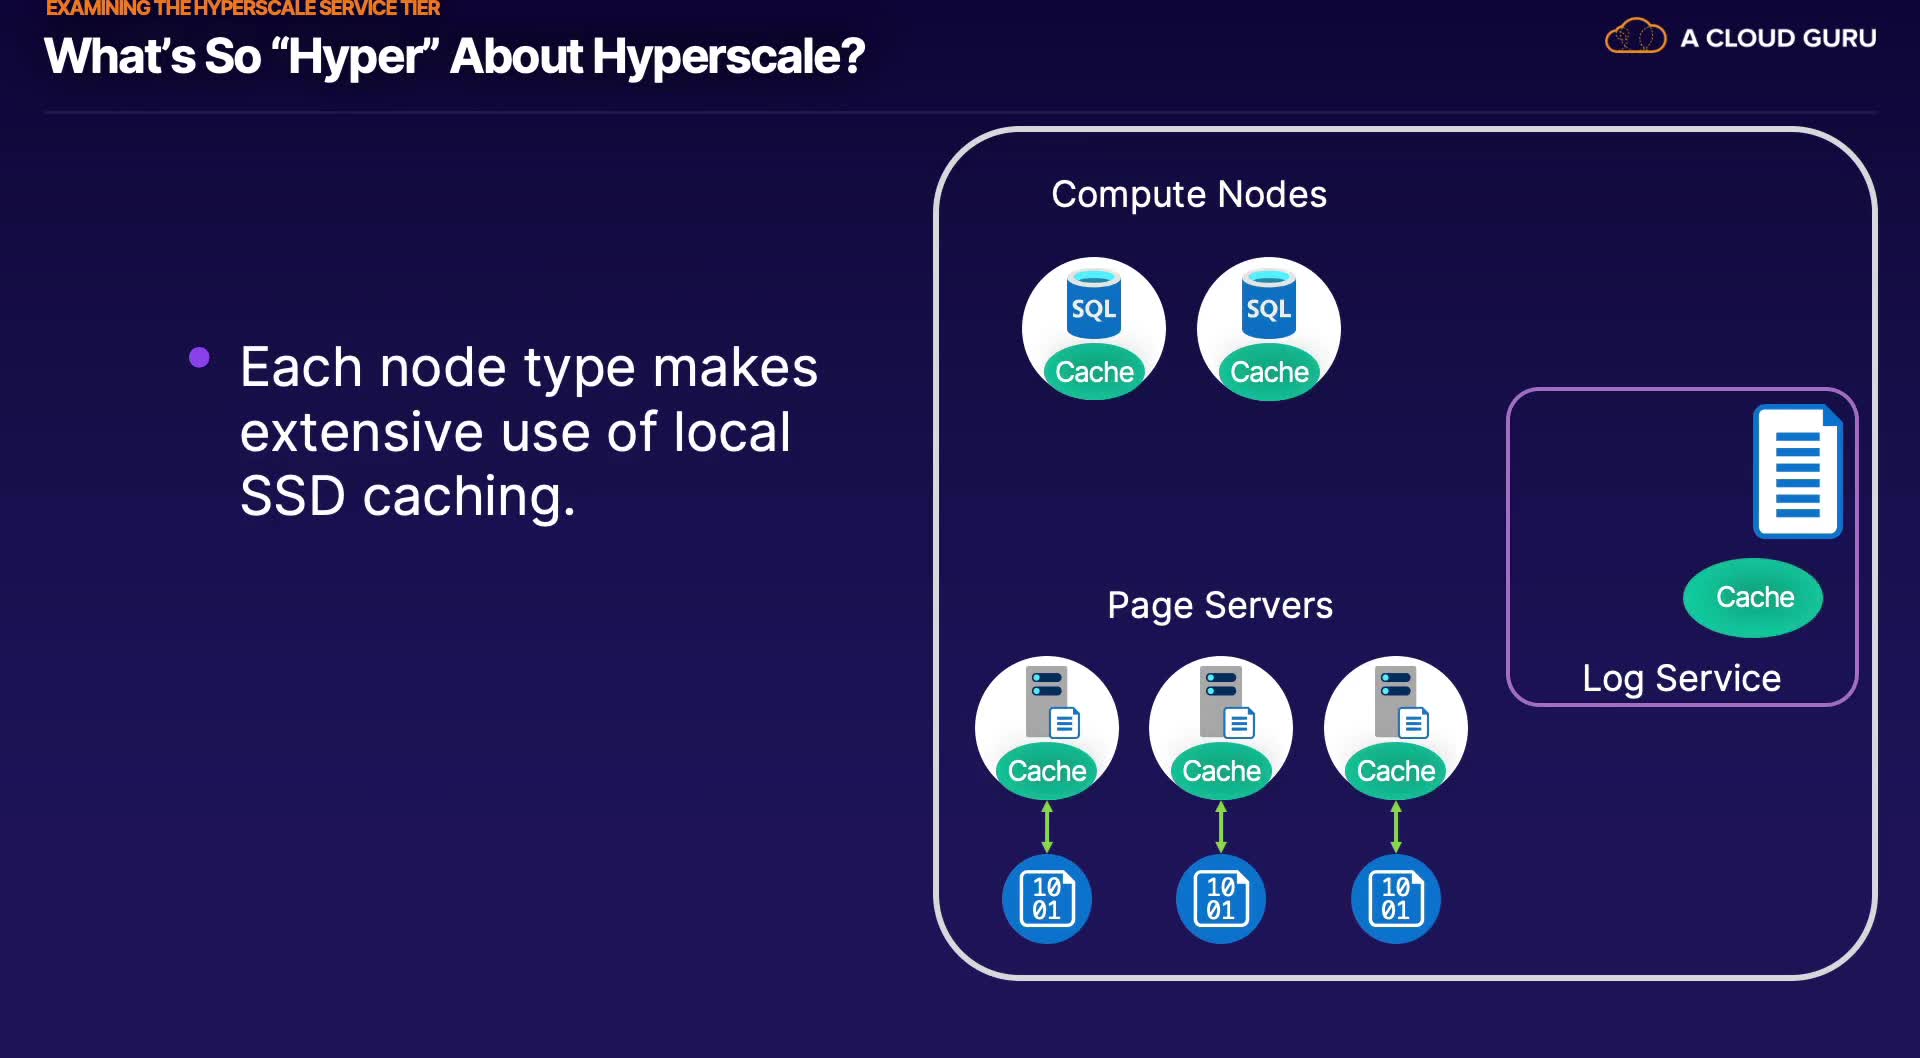 EXAMINING THE HYPERSCALE SERVICE TIER
What's So “Hyper” About Hyperscale?
A CLOUD GURU
Each node type makes
extensive use of local
SSD caching.
Compute Nodes
SQL
SQL
Cache
Cache
Cache
Log Service
Page Servers
Cache
Cache
Cache
10
01
10
01
10
01